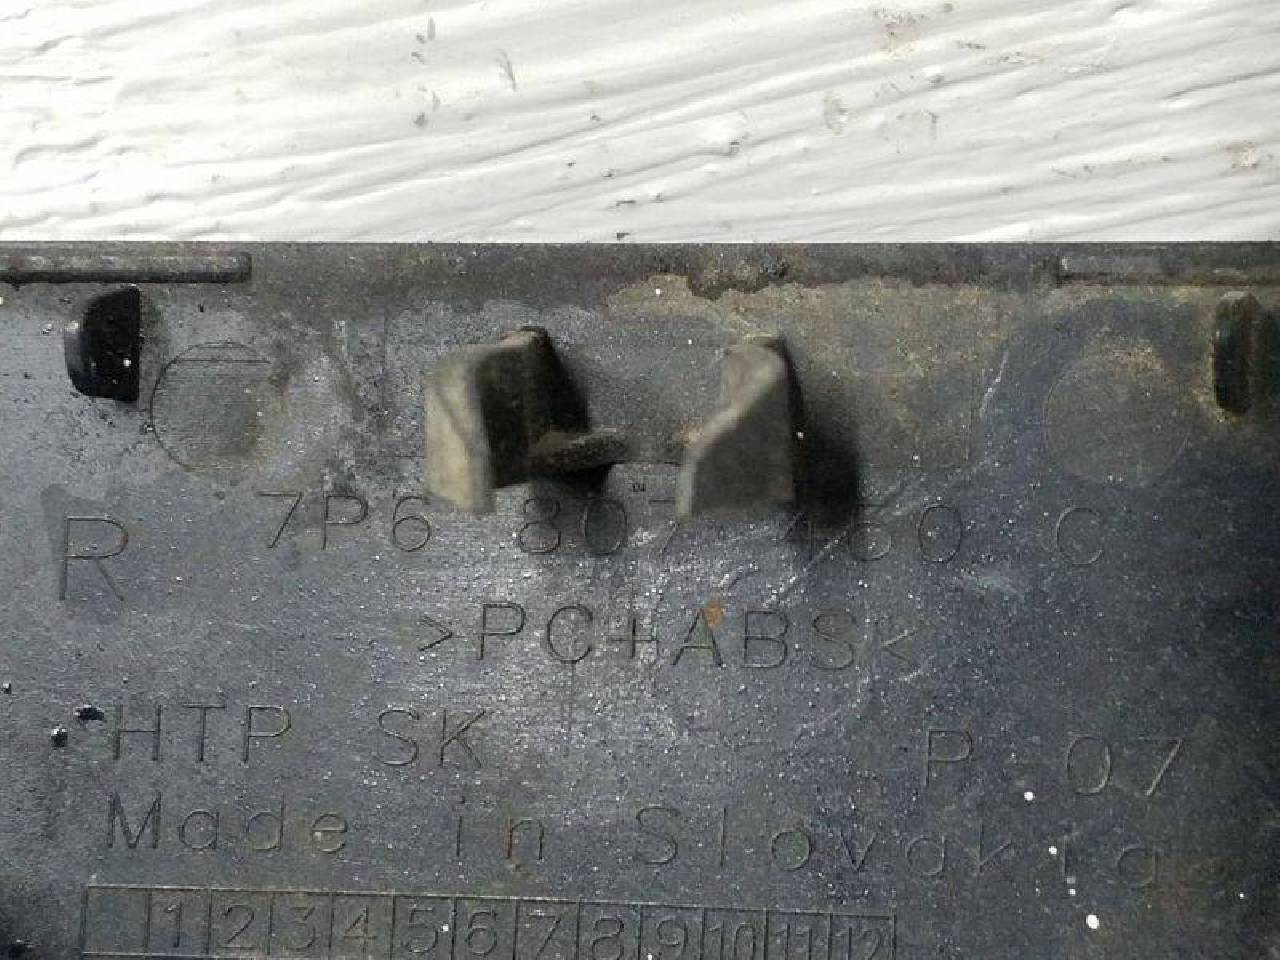 R 7P6 807 460 C
>PC+ABS<
HTP SK P 07
Made in Slovakia
1 2 3 4 5 6 7 8 9 10 11 12